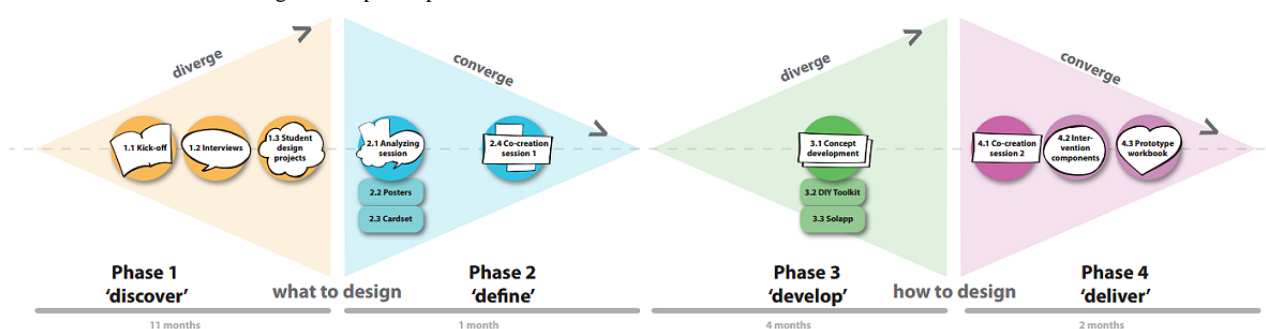 diverge
converge
diverge
converge
1.1 Kick-off
1.2 Interviews
1.3 Student
design
projects
2.1 Analyzing
session
2.2 Posters
2.3 Cardset
2.4 Co-creation
session 1
3.1 Concept
development
3.2 DIY Toolkit
3.3 Solapp
4.1 Co-creation
session 2
4.2 Inter-
vention
components
4.3 Prototype
workbook
Phase 1
'discover'
what to design
Phase 2
'define'
Phase 3
'develop'
how to design
Phase 4
'deliver'
11 months
1 month
4 months
2 months